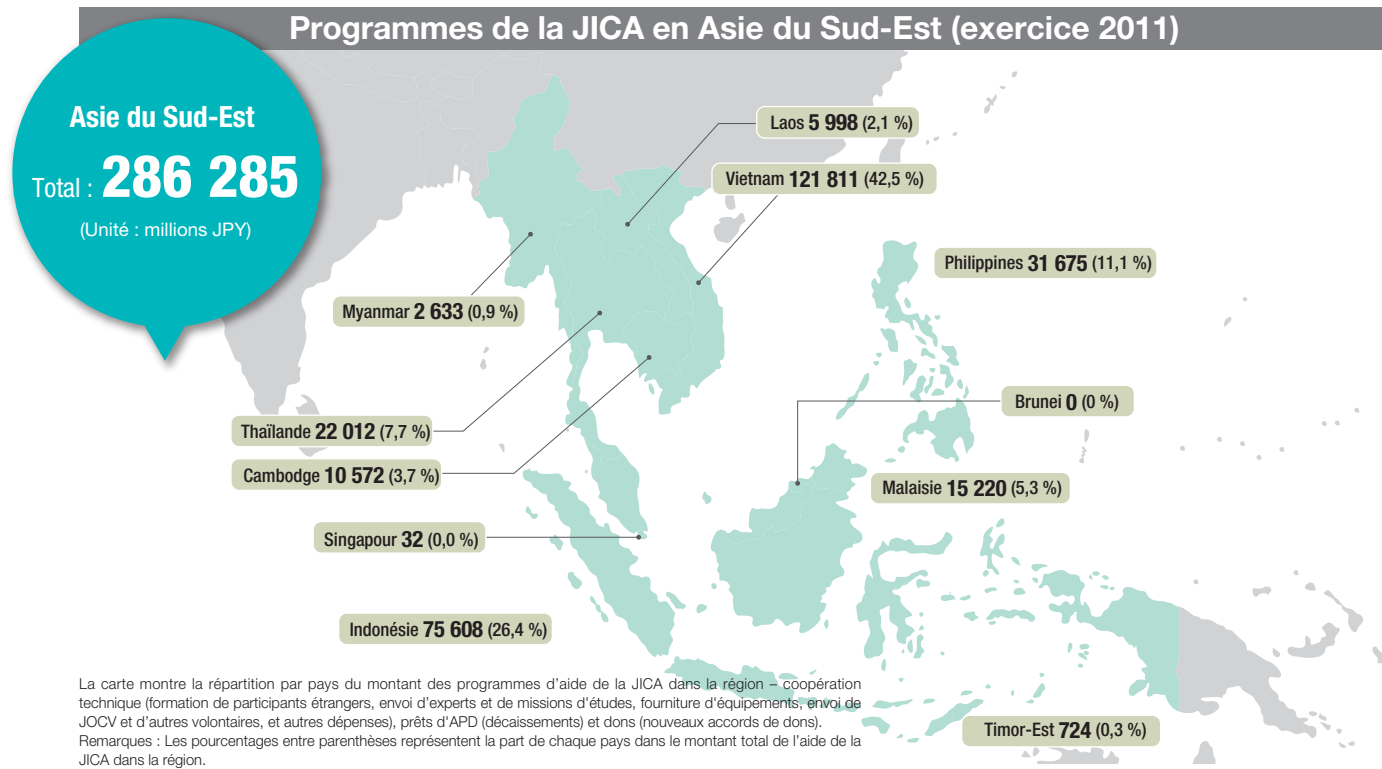 Programmes de la JICA en Asie du Sud-Est (exercice 2011)
Asie du Sud-Est
Total : 286 285
(Unité : millions JPY)
Laos 5 998 (2,1 %)
Vietnam 121 811 (42,5 %)
Philippines 31 675 (11,1 %)
Myanmar 2 633 (0,9 %)
Brunei 0 (0 %)
Thaïlande 22 012 (7,7 %)
Cambodge 10 572 (3,7 %)
Malaisie 15 220 (5,3 %)
Singapour 32 (0,0 %)
Indonésie 75 608 (26,4 %)
La carte montre la répartition par pays du montant des programmes d'aide de la JICA dans la région – coopération
technique (formation de participants étrangers, envoi d'experts et de missions d'études, fourniture d'équipements, envoi de
JOCV et d'autres volontaires, et autres dépenses), prêts d'APD (décaissements) et dons (nouveaux accords de dons).
Remarques : Les pourcentages entre parenthèses représentent la part de chaque pays dans le montant total de l'aide de la
JICA dans la région.
Timor-Est 724 (0,3 %)